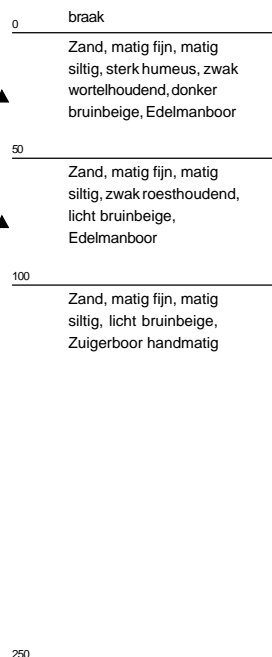 braak
0
Zand, matig fijn, matig
siltig, sterk humeus, zwak
wortelhoudend, donker
bruinbeige, Edelmanboor
50
Zand, matig fijn, matig
siltig, zwak roesthoudend,
licht bruinbeige,
Edelmanboor
100
Zand, matig fijn, matig
siltig, licht bruinbeige,
Zuigerboor handmatig
250